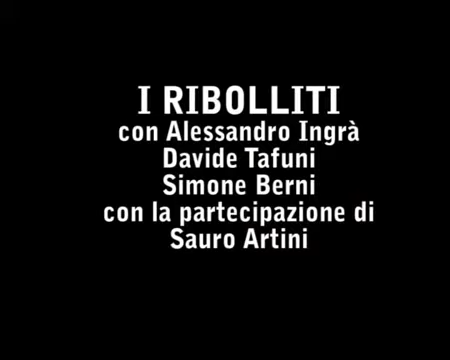 I RIBOLLITI
con Alessandro Ingrà
Davide Tafuni
Simone Berni
con la partecipazione di
Sauro Artini